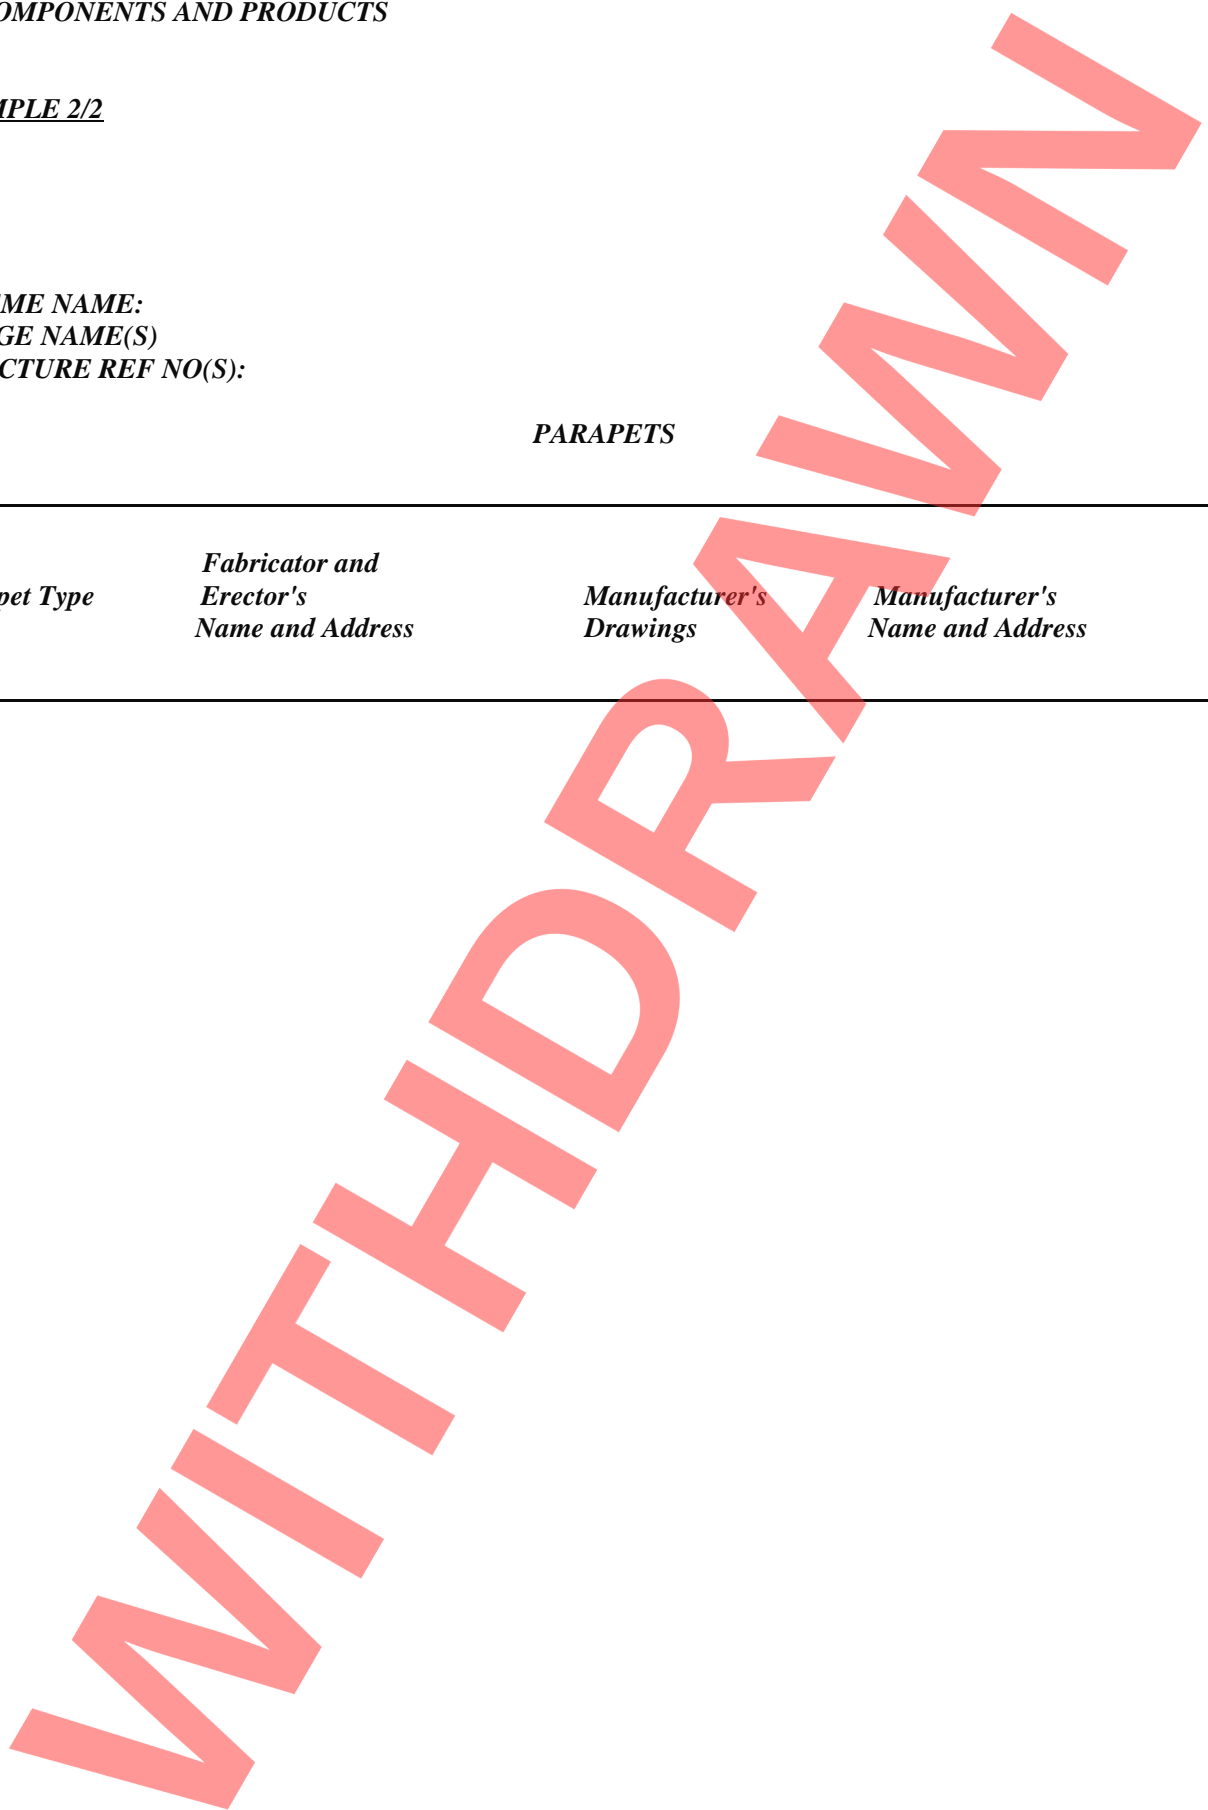 OMPONENTS AND PRODUCTS
MPLE 2/2
EME NAME:
GE NAME(S)
CTURE REF NO(S):
PARAPETS
Fabricator and
pet Type Erector's Manufacturer's Manufacturer's
Name and Address Drawings Name and Address
WITHDRAWN